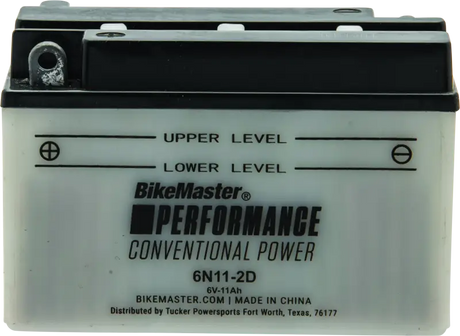 UPPER LEVEL
LOWER LEVEL
BikeMaster®
PERFORMANCE
CONVENTIONAL POWER
6N11-2D
6V-11Ah
BIKEMASTER.COM | MADE IN CHINA
Distributed by Tucker Powersports Fort Worth, Texas, 76177